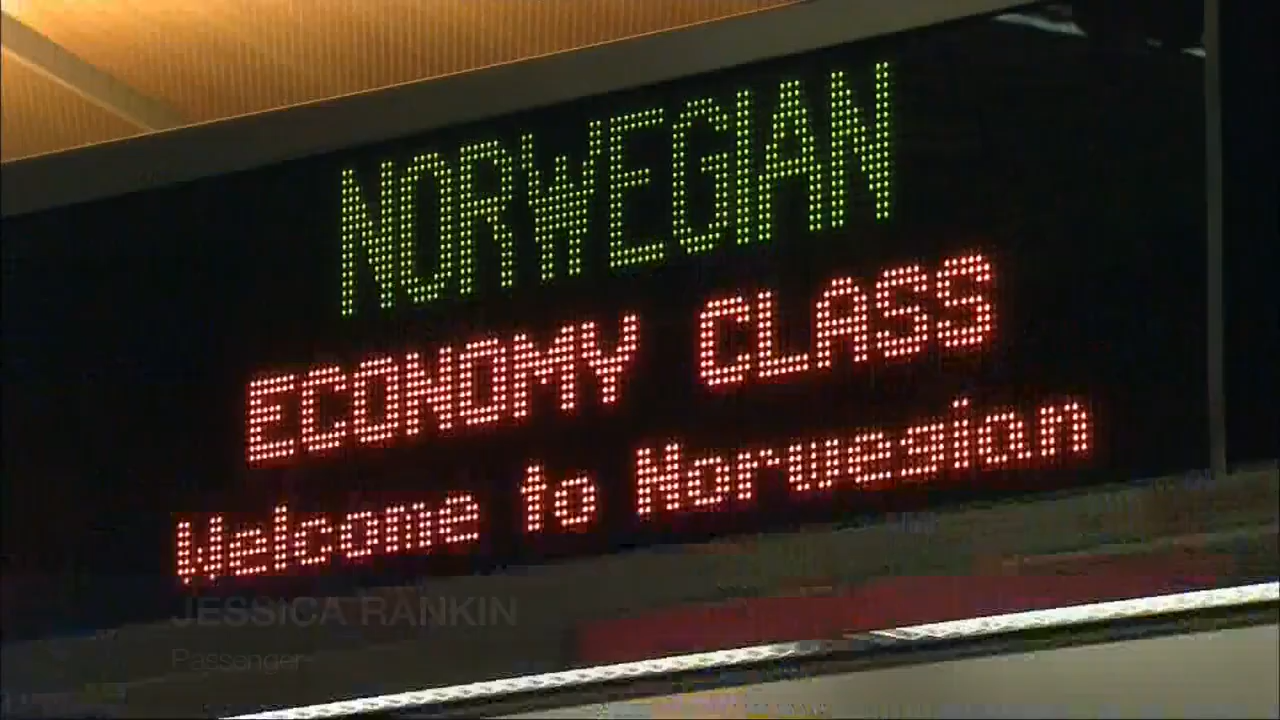 NORWEGIAN
ECONOMY CLASS
Welcome to Norwegian
JESSICA RANKIN
Passenger